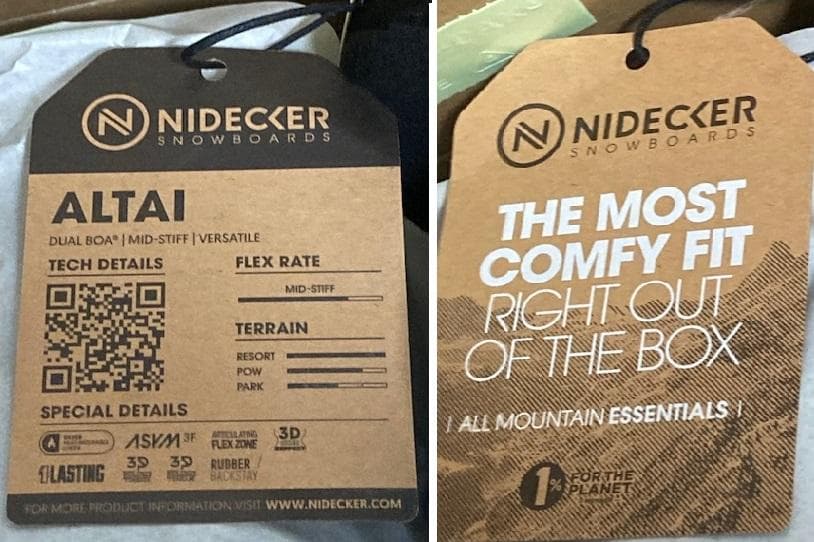 NIDECKER
SNOWBOARDS
ALTAI
DUAL BOA® | MID-STIFF | VERSATILE
TECH DETAILS
FLEX RATE
MID-STIFF
TERRAIN
RESORT
POW
PARK
SPECIAL DETAILS
ASYM 3F
ARTICULATING
FLEX ZONE
3D
1LASTING
3D
3D
RUBBER
BACKSTAY
FOR MORE PRODUCT INFORMATION VISIT WWW.NIDECKER.COM
NIDECKER
SNOWBOARDS
THE MOST
COMFY FIT
RIGHT OUT
OF THE BOX
| ALL MOUNTAIN ESSENTIALS |
1%
FOR THE
PLANET